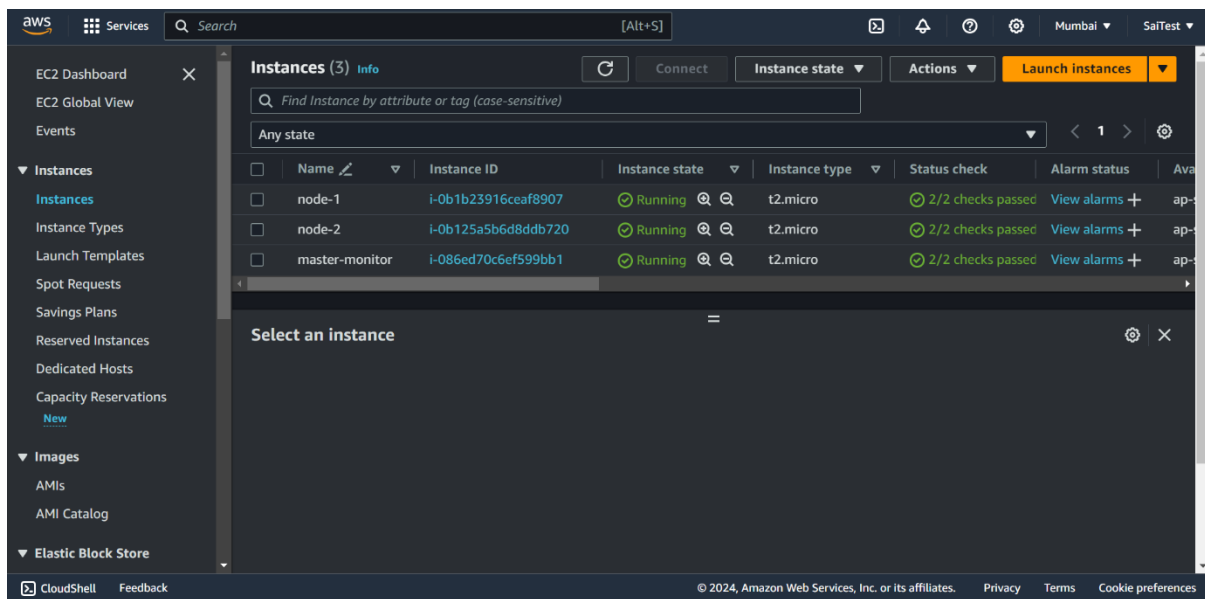 aws Services Search [Alt+S] Mumbai SaiTest
EC2 Dashboard
EC2 Global View
Events
Instances
Instances
Instance Types
Launch Templates
Spot Requests
Savings Plans
Reserved Instances
Dedicated Hosts
Capacity Reservations
New
Images
AMIs
AMI Catalog
Elastic Block Store
Instances (3) Info Connect Instance state Actions Launch instances
Find Instance by attribute or tag (case-sensitive)
Any state 1
Name Instance ID Instance state Instance type Status check Alarm status Ava
node-1 i-0b1b23916ceaf8907 Running t2.micro 2/2 checks passed View alarms + ap-s
node-2 i-0b125a5b6d8ddb720 Running t2.micro 2/2 checks passed View alarms + ap-s
master-monitor i-086ed70c6ef599bb1 Running t2.micro 2/2 checks passed View alarms + ap-s
Select an instance
CloudShell Feedback © 2024, Amazon Web Services, Inc. or its affiliates. Privacy Terms Cookie preferences